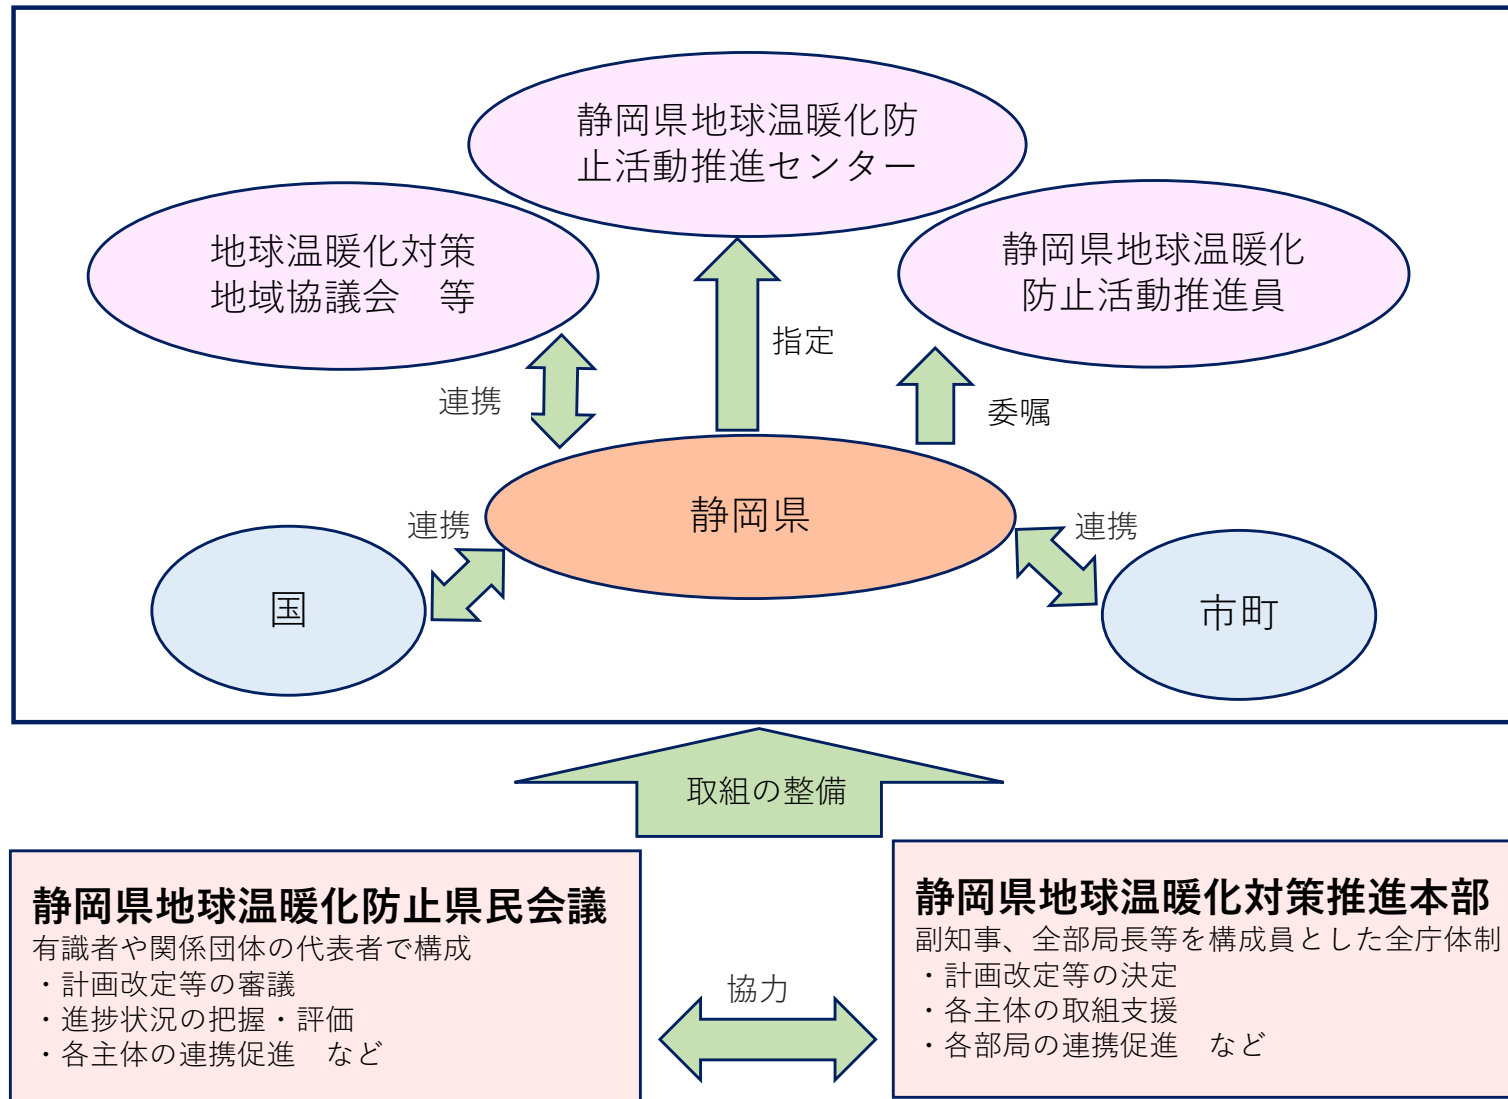 静岡県地球温暖化防
止活動推進センター
地球温暖化対策
地域協議会　等
静岡県地球温暖化
防止活動推進員
指定
連携
委嘱
静岡県
連携
連携
国
市町
取組の整備
静岡県地球温暖化防止県民会議
有識者や関係団体の代表者で構成
・計画改定等の審議
・進捗状況の把握・評価
・各主体の連携促進　など
協力
静岡県地球温暖化対策推進本部
副知事、全部局長等を構成員とした全庁体制
・計画改定等の決定
・各主体の取組支援
・各部局の連携促進　など